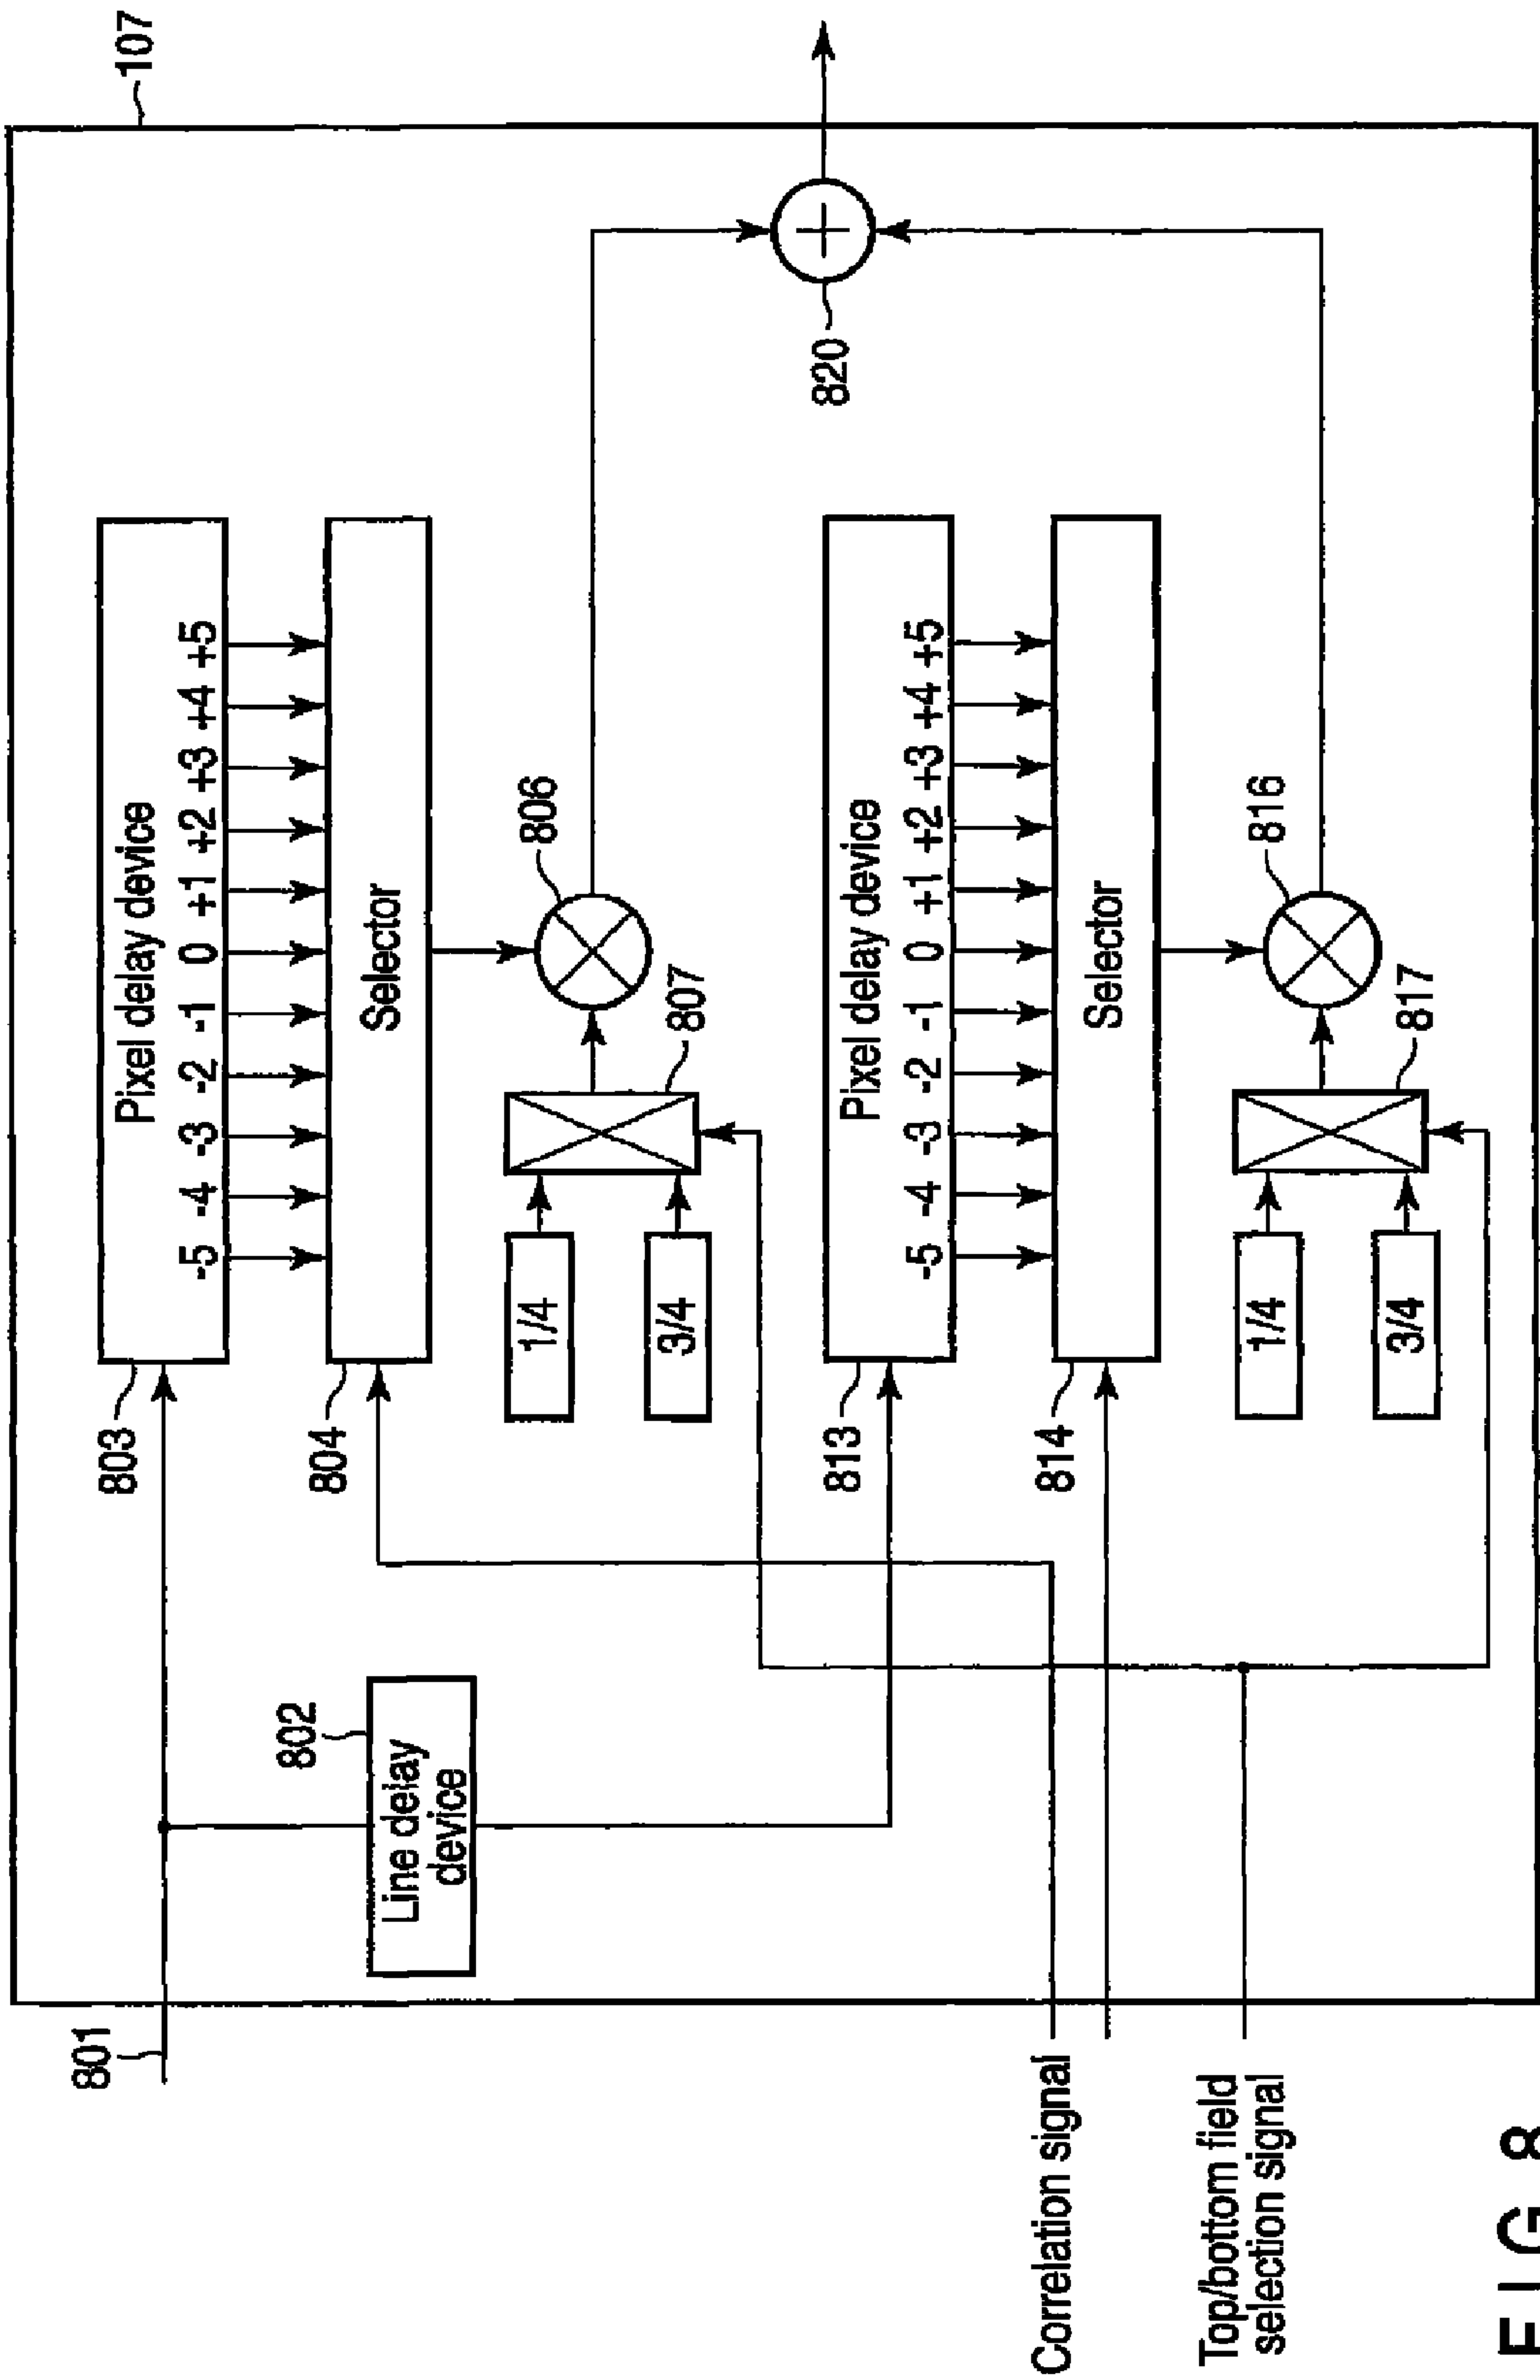 107
801
802
Line delay
device
803
Pixel delay device
-5 -4 -3 -2 -1 0 +1 +2 +3 +4 +5
804
Selector
1/4
3/4
807
806
813
Pixel delay device
-5 -4 -3 -2 -1 0 +1 +2 +3 +4 +5
814
Selector
1/4
3/4
817
816
820
Correlation signal
Top/bottom field
selection signal
FIG. 8